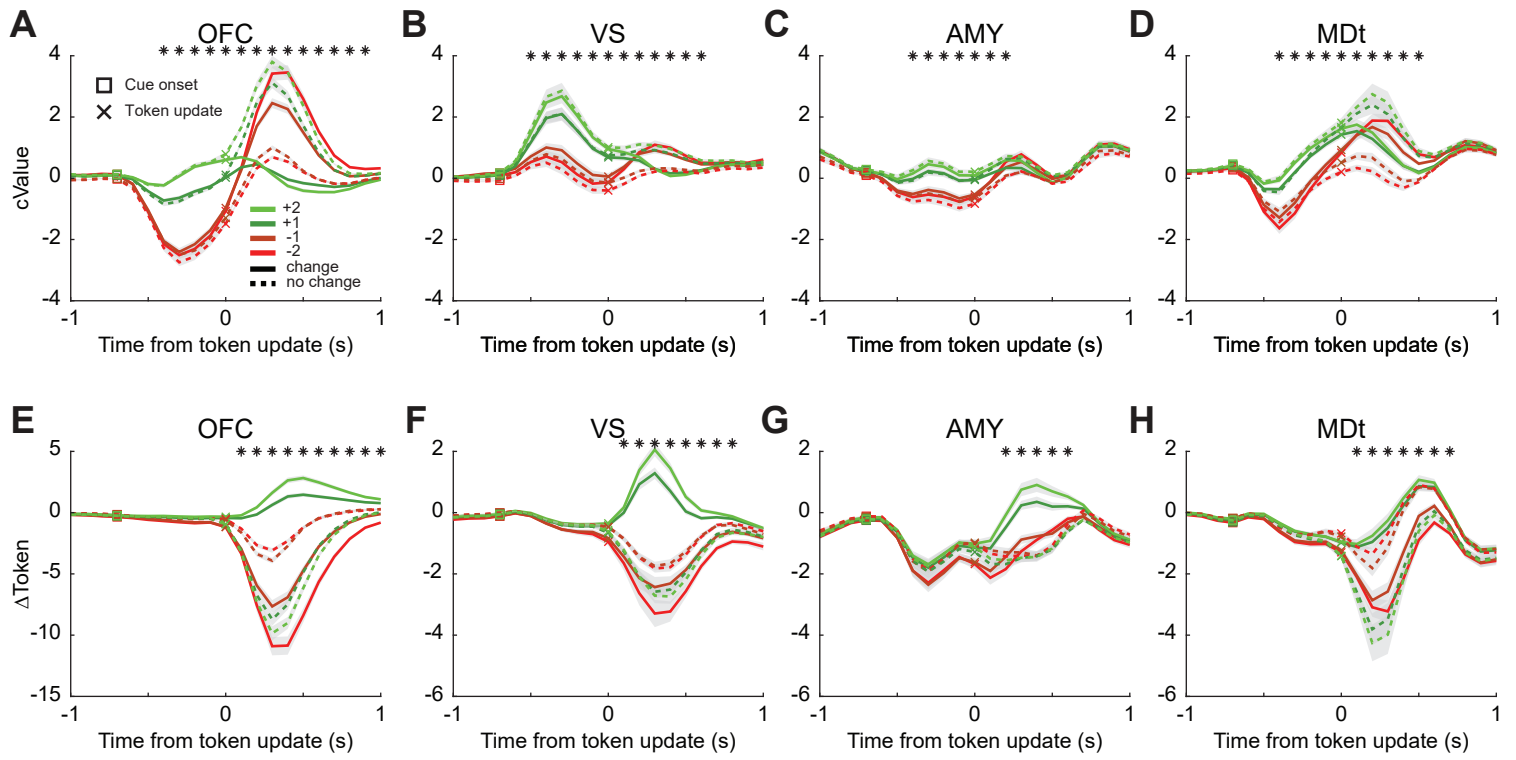 A
OFC
B
VS
C
AMY
D
MDt
* * * * * * * * * * * * * *
* * * * * * * * * * * *
* * * * * * *
* * * * * * * * * *
cValue
4
2
0
-2
-4
Cue onset
Token update
+2
+1
-1
-2
change
no change
-1
0
1
Time from token update (s)
4
2
0
-2
-4
-1
0
1
Time from token update (s)
4
2
0
-2
-4
-1
0
1
Time from token update (s)
4
2
0
-2
-4
-1
0
1
Time from token update (s)
E
OFC
F
VS
G
AMY
H
MDt
* * * * * * * * * *
* * * * * * * *
* * * * *
* * * * * * *
ΔToken
5
0
-5
-10
-15
-1
0
1
Time from token update (s)
2
0
-2
-4
-6
-1
0
1
Time from token update (s)
2
0
-2
-4
-6
-1
0
1
Time from token update (s)
2
0
-2
-4
-6
-1
0
1
Time from token update (s)